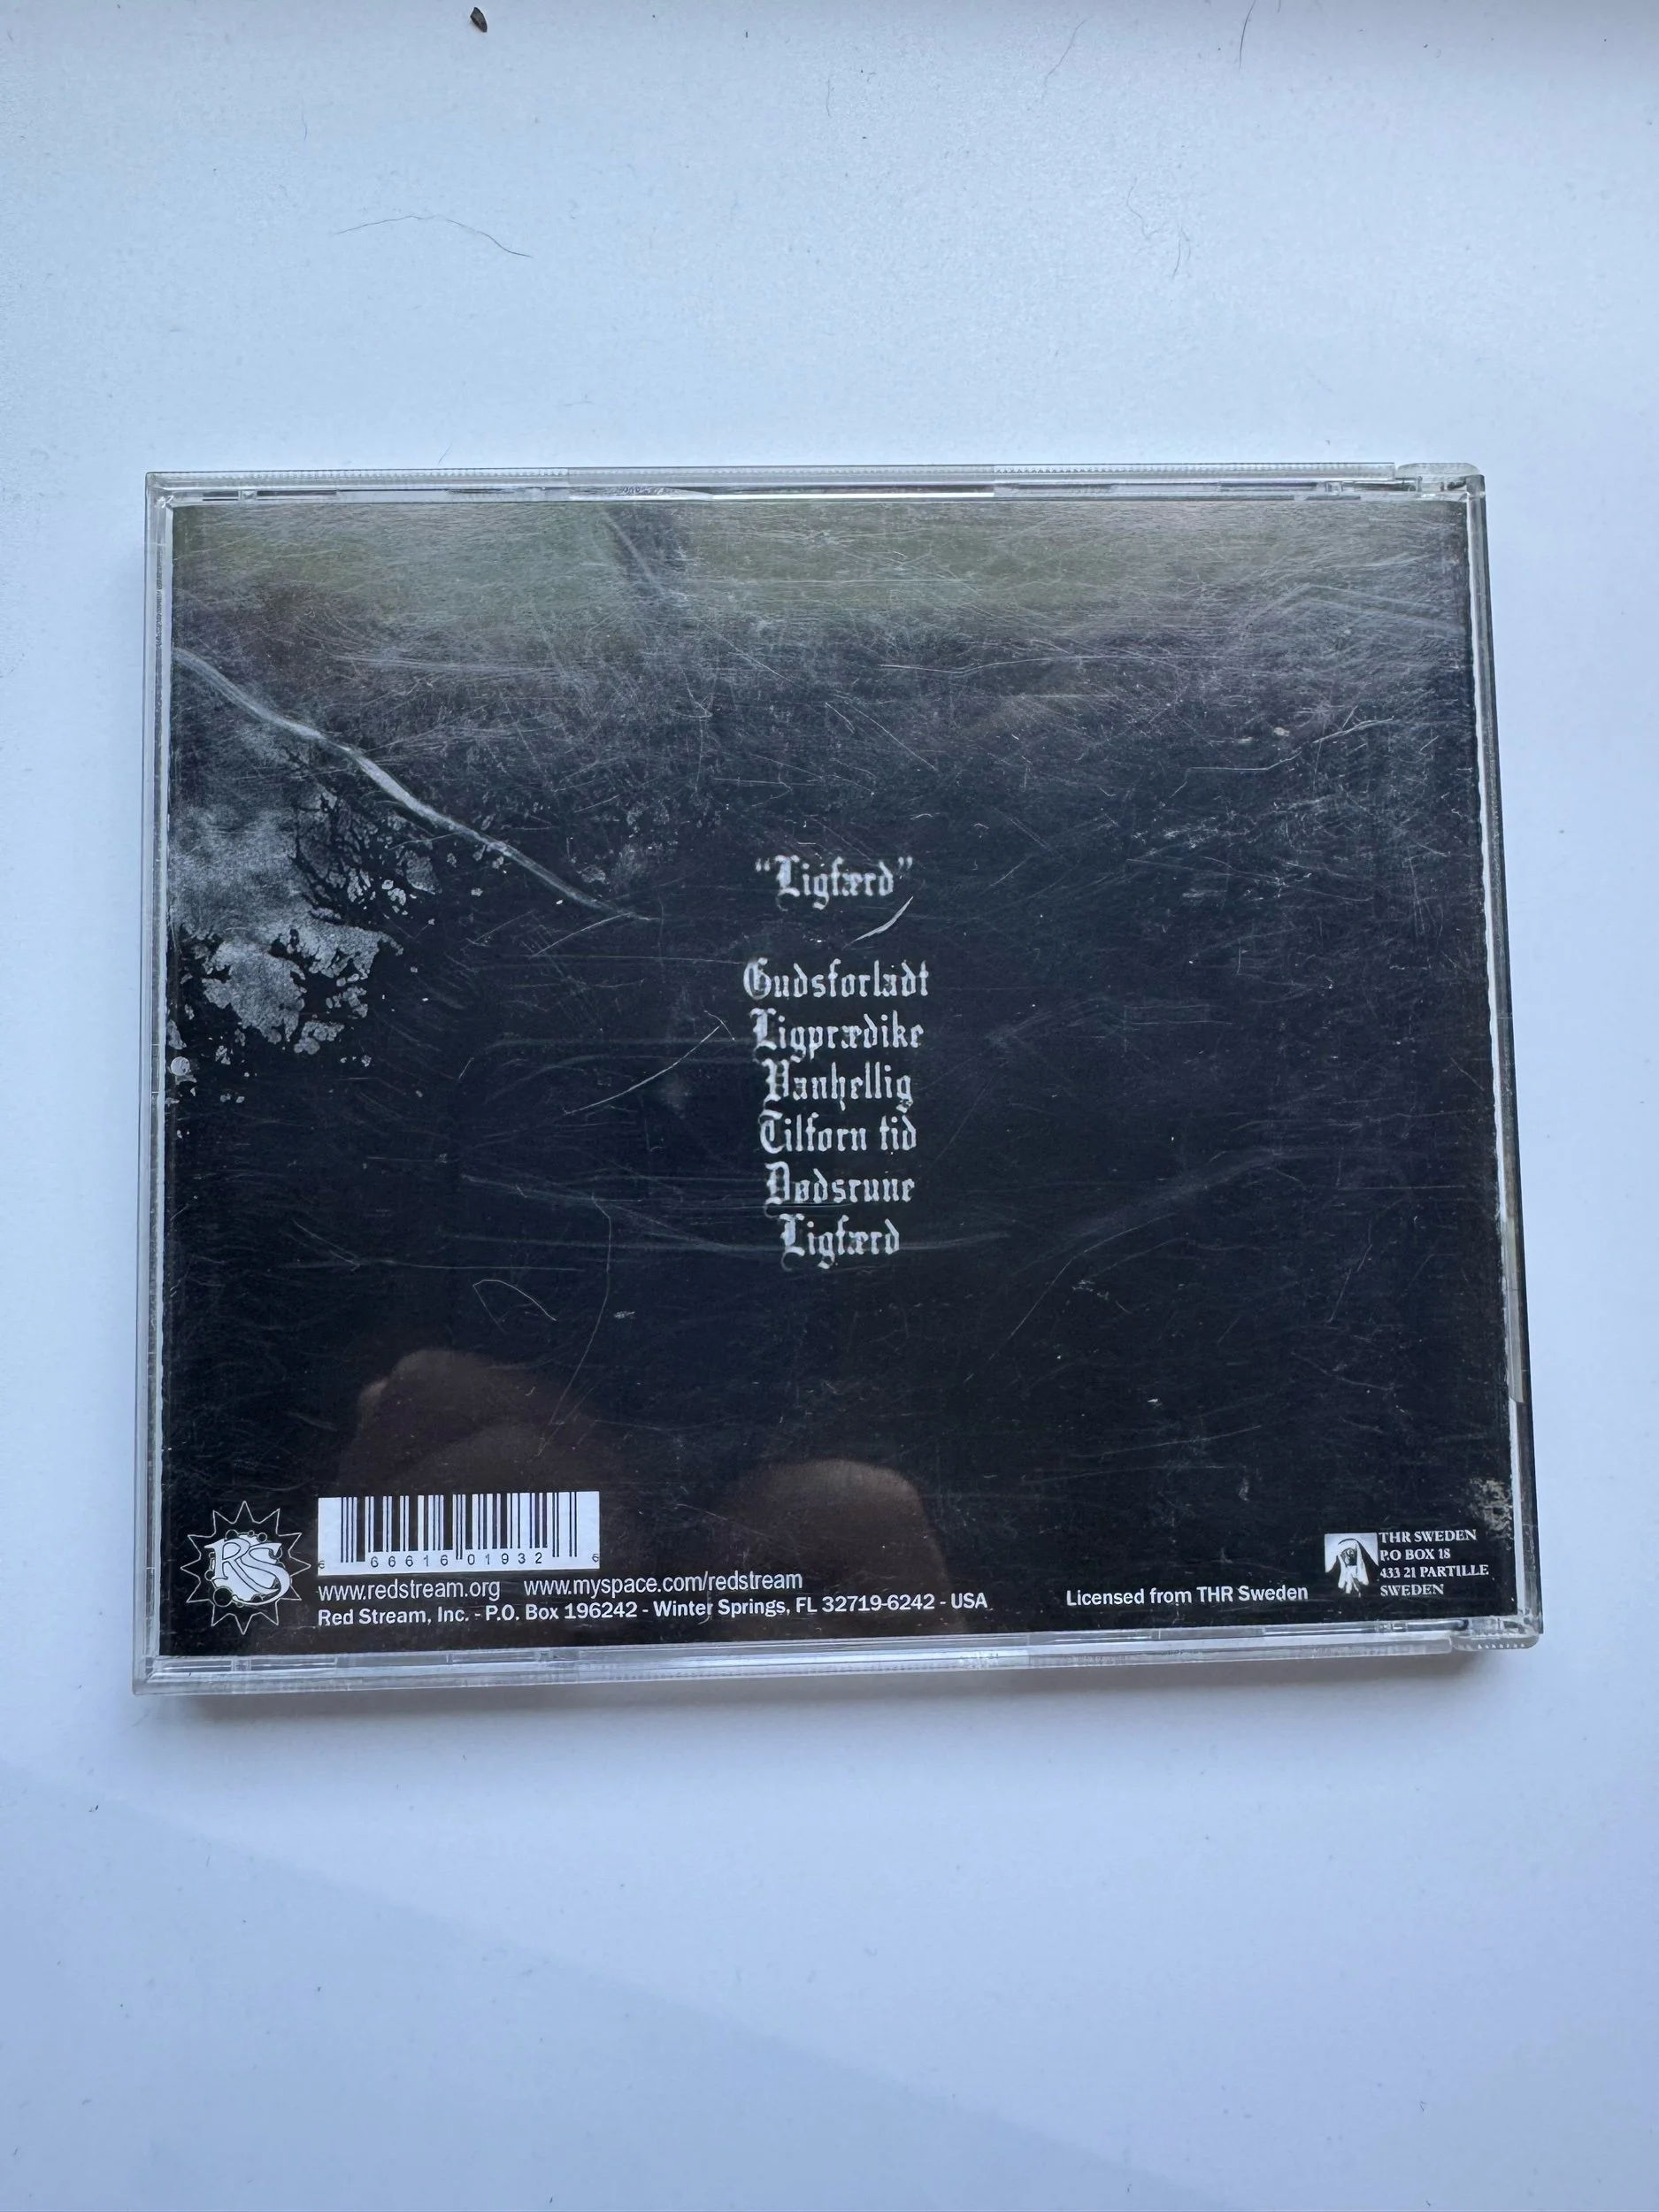 “Ligfærd”
Gudsforladt
Ligprædike
Vanhellig
Tilforn tid
Dødsrune
Ligfærd
RS
6 66616 01932 6
www.redstream.org www.myspace.com/redstream
Red Stream, Inc. - P.O. Box 196242 - Winter Springs, FL 32719-6242 - USA
Licensed from THR Sweden
THR SWEDEN
P.O BOX 18
433 21 PARTILLE
SWEDEN